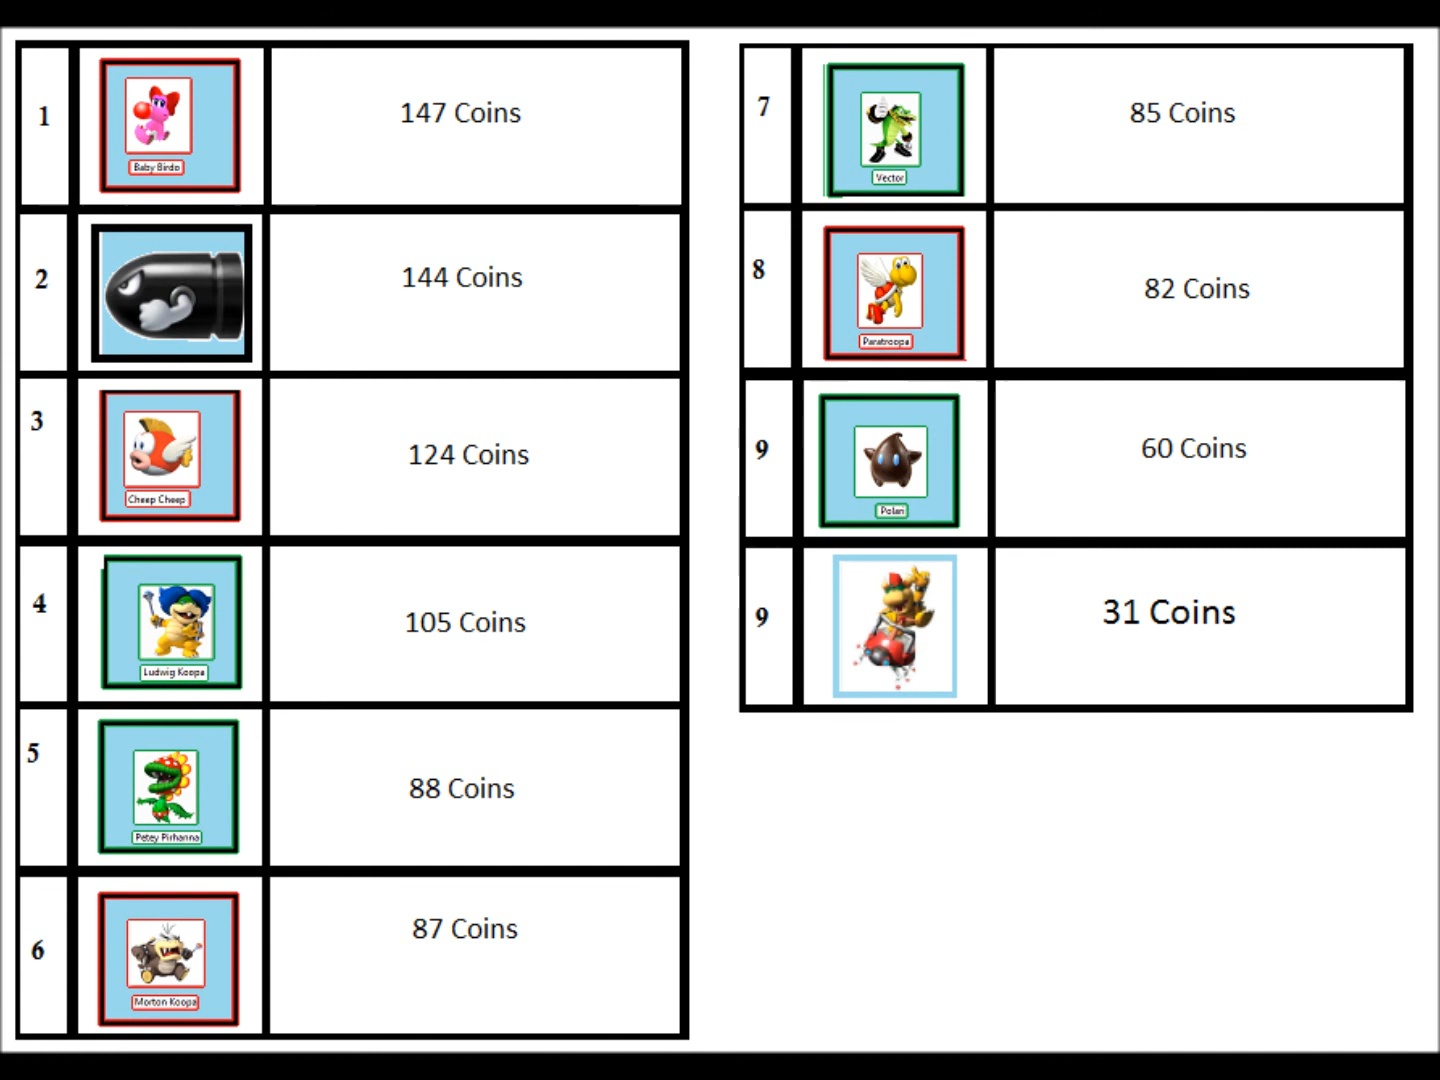 1
Baby Birdo
147 Coins
2
144 Coins
3
Cheep Cheep
124 Coins
4
Ludwig Koopa
105 Coins
5
Petey Pirhanna
88 Coins
6
Morton Koopa
87 Coins
7
Vector
85 Coins
8
Paratroopa
82 Coins
9
Polari
60 Coins
9
31 Coins